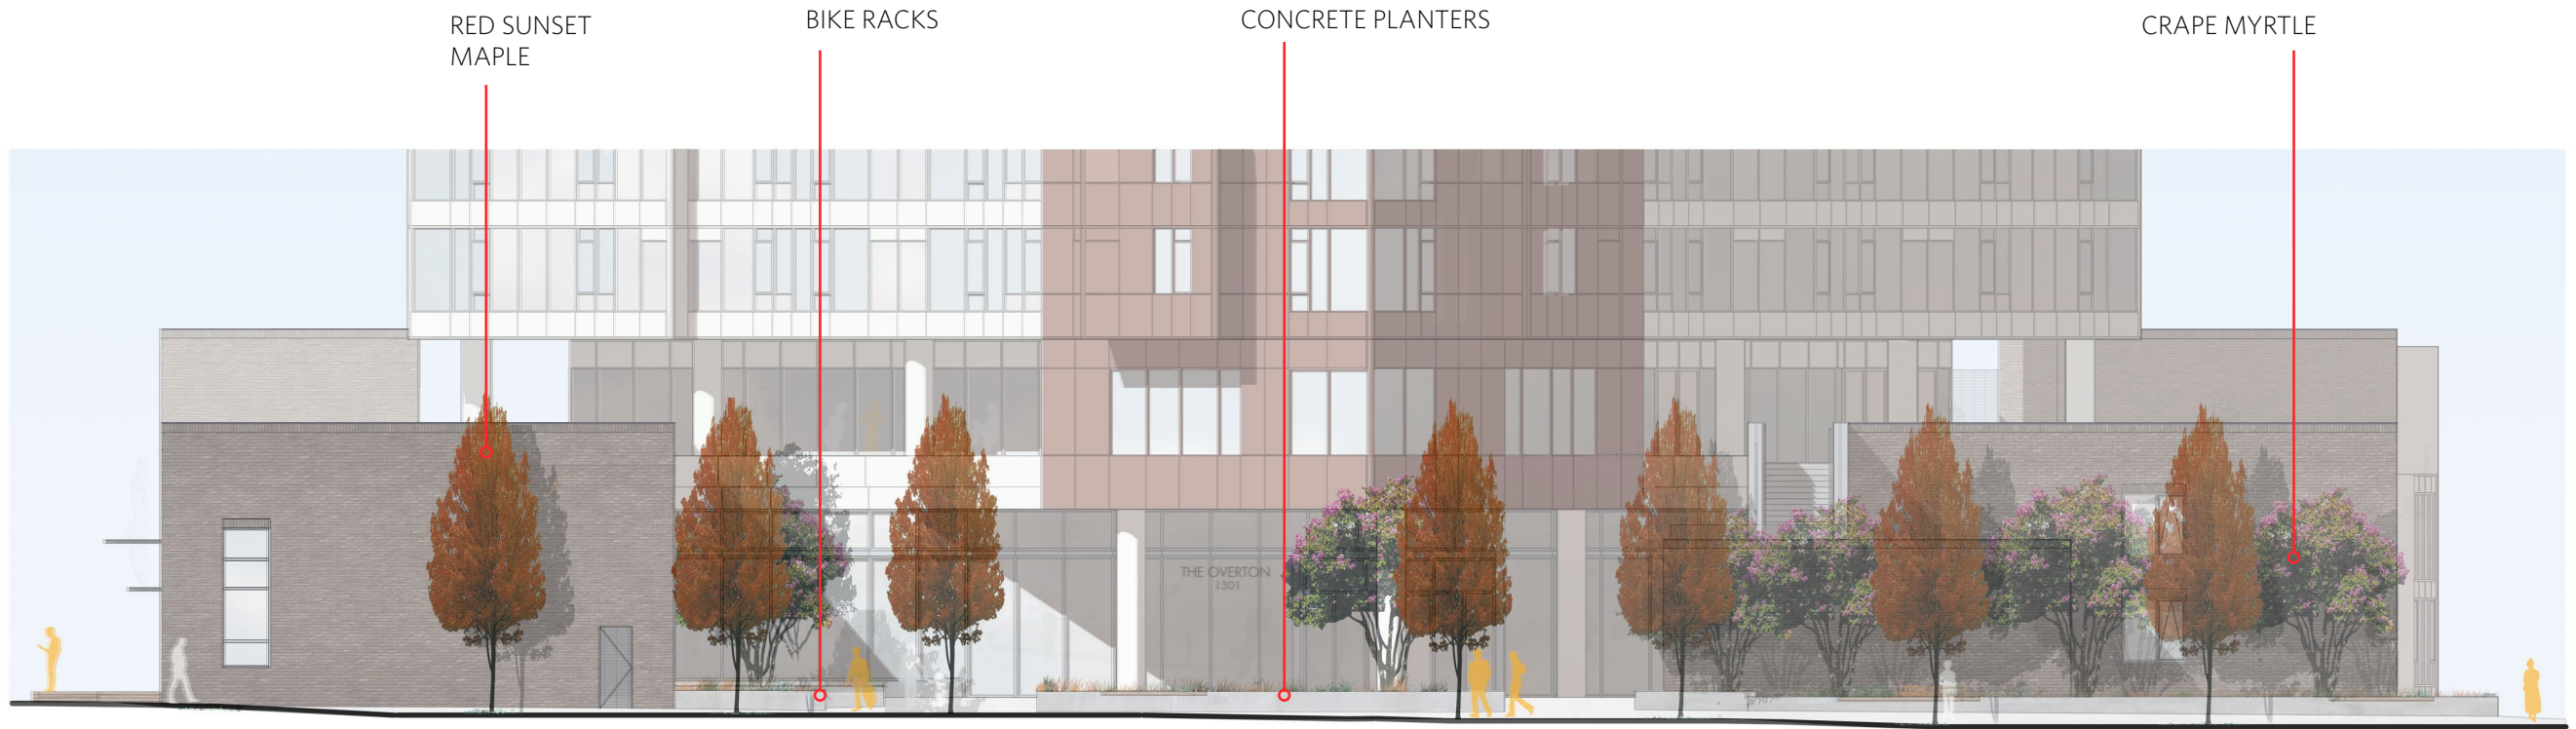 RED SUNSET
MAPLE
BIKE RACKS
CONCRETE PLANTERS
CRAPE MYRTLE
THE OVERTON
1301